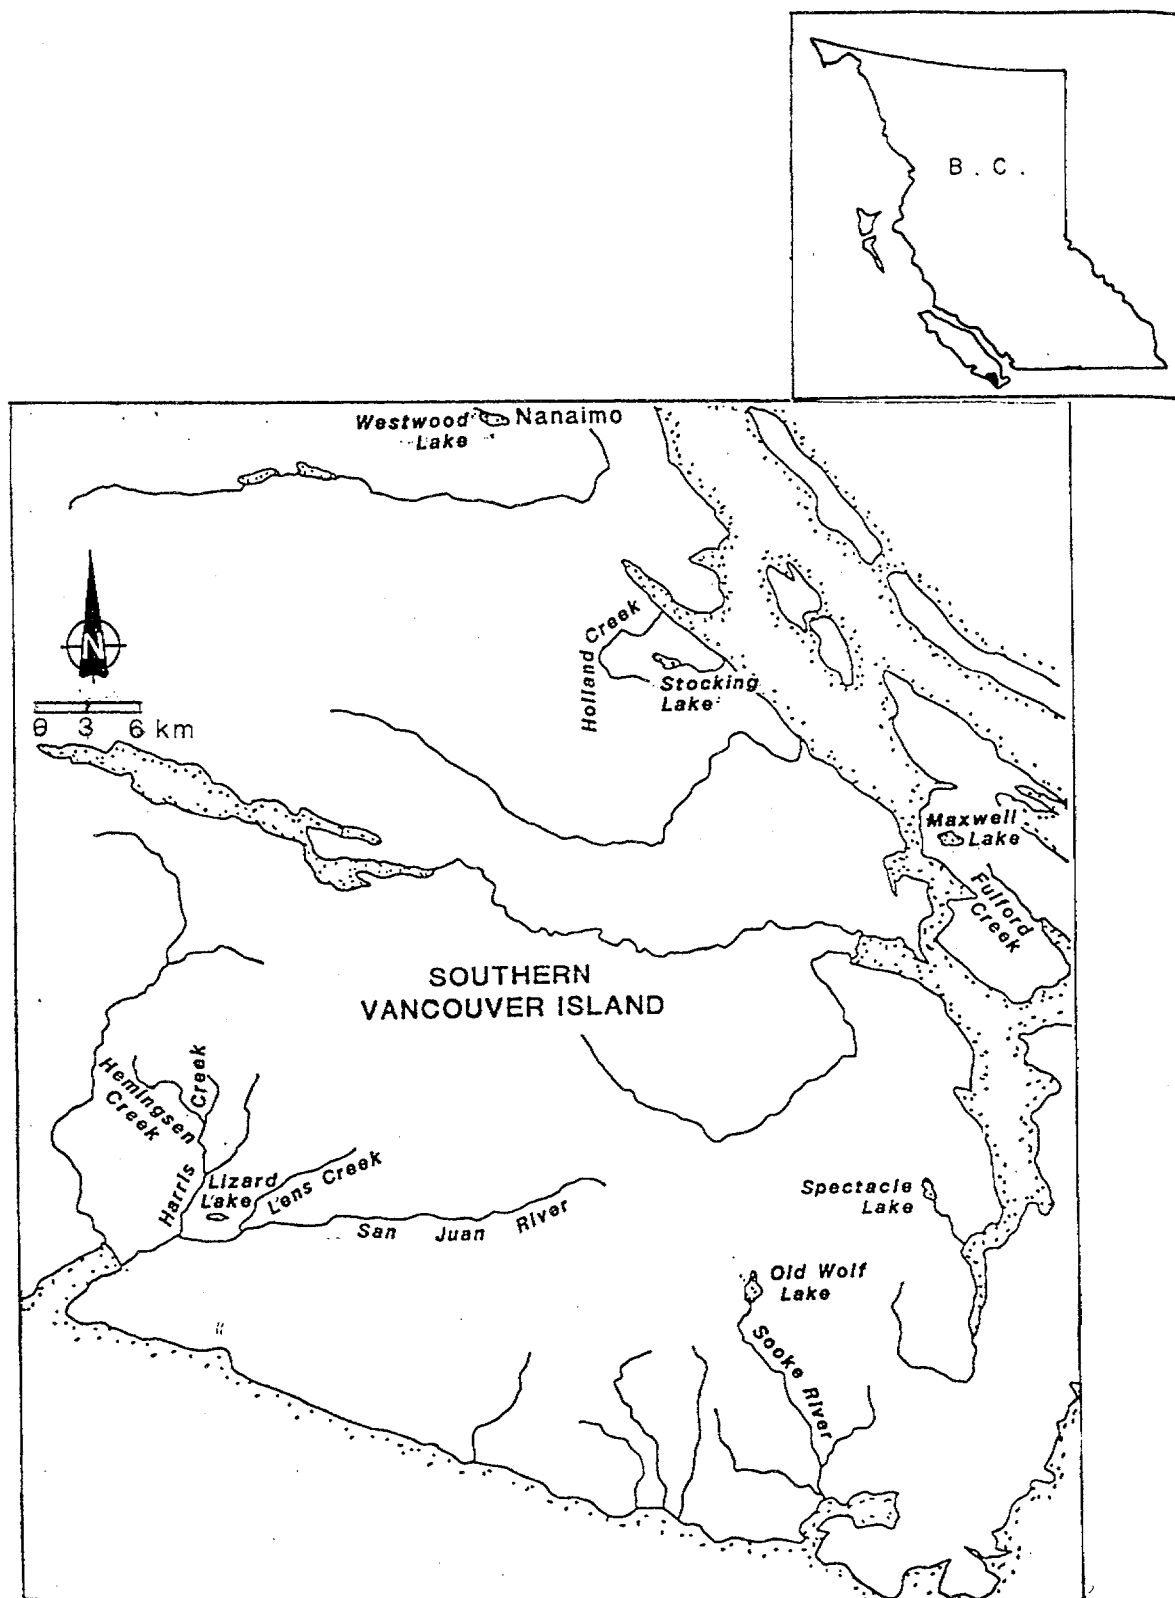 B. C.
Westwood
Lake
Nanaimo
N
0 3 6 km
Holland Creek
Stocking
Lake
Maxwell
Lake
Fulford
Creek
SOUTHERN
VANCOUVER ISLAND
Hemingsen
Creek
Harris Creek
Lizard
Lake
Lens Creek
San Juan River
Spectacle
Lake
Old Wolf
Lake
Sooke River